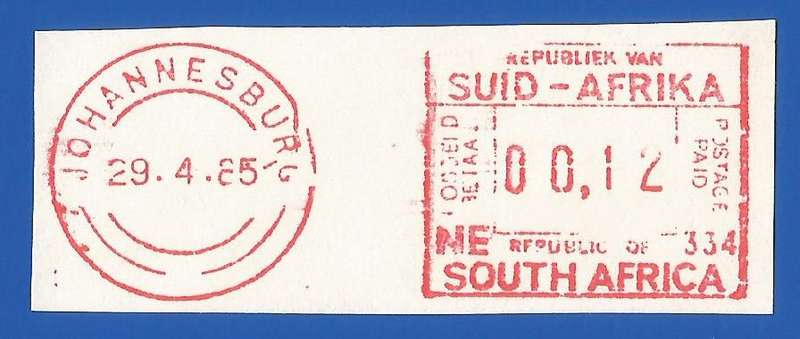 JOHANNESBURG
29.4.85
REPUBLIEK VAN
SUID-AFRIKA
POSGELD
BETAAL
00,12
POSTAGE
PAID
NE REPUBLIC OF 334
SOUTH AFRICA